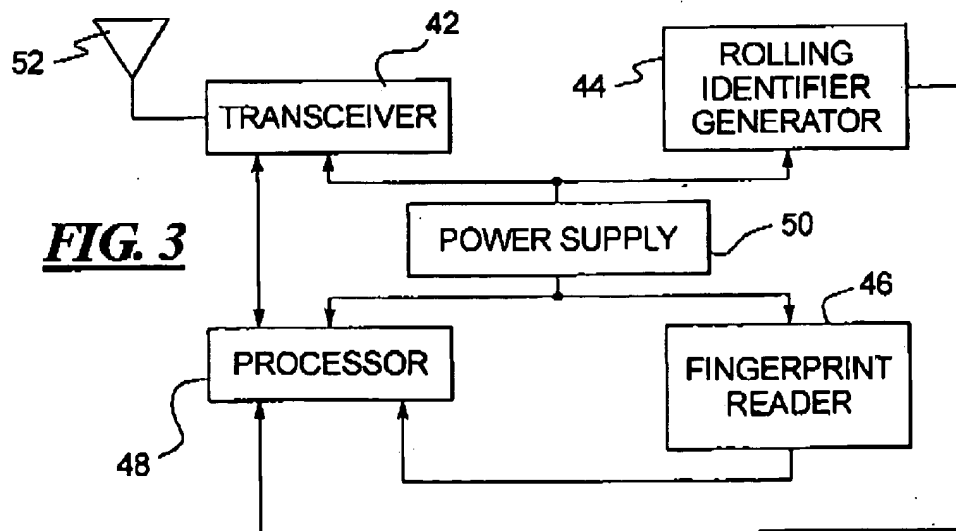 52
42
TRANSCEIVER
44
ROLLING
IDENTIFIER
GENERATOR
FIG. 3
POWER SUPPLY
50
46
PROCESSOR
48
FINGERPRINT
READER